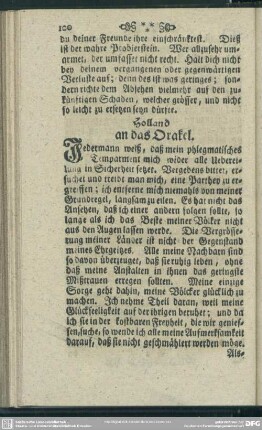 100
du deiner Freunde ihre einschränktest. Dieß
ist der wahre Probierstein. Wer allzusehr um-
armet, der umfasset nicht recht. Halt dich nicht
bey deinem vergangenen oder gegenwärtigen
Verluste auf; denn der ist was geringes; son-
dern richte dein Absehen vielmehr auf den zu-
künftigen Schaden, welcher grösser, und nicht
so leicht zu ersetzen seyn dürfte.
Holland
an das Orakel.
Jedermann weiß, daß mein phlegmatisches
Temparament mich wider alle Ueberei-
lung in Sicherheit setzet. Vergebens bittet, er-
suchet und treibt man mich, eine Parthey zu er-
greiffen; ich entferne mich niemahls von meiner
Grundregel, langsam zu eilen. Es hat nicht das
Ansehen, daß ich einer andern folgen sollte, so
lange als ich das Beste meiner Völker nicht
aus den Augen lassen werde. Die Vergrösse-
rung meiner Länder ist nicht der Gegenstand
meines Ehrgeitzes. Alle meine Nachbarn sind
so davon überzeuget, daß sie ruhig leben, ohne
daß meine Anstalten in ihnen das geringste
Mißtrauen erregen sollten. Meine einzige
Sorge geht dahin, meine Völcker glücklich zu
machen. Ich nehme Theil daran, weil meine
Glückseligkeit auf der ihrigen beruhet; und da
ich sie in der kostbaren Freyheit, die wir genies-
sen, suche, so wende ich alle meine Aufmerksamkeit
darauf, daß sie nicht geschmählert werden möge.
Als-